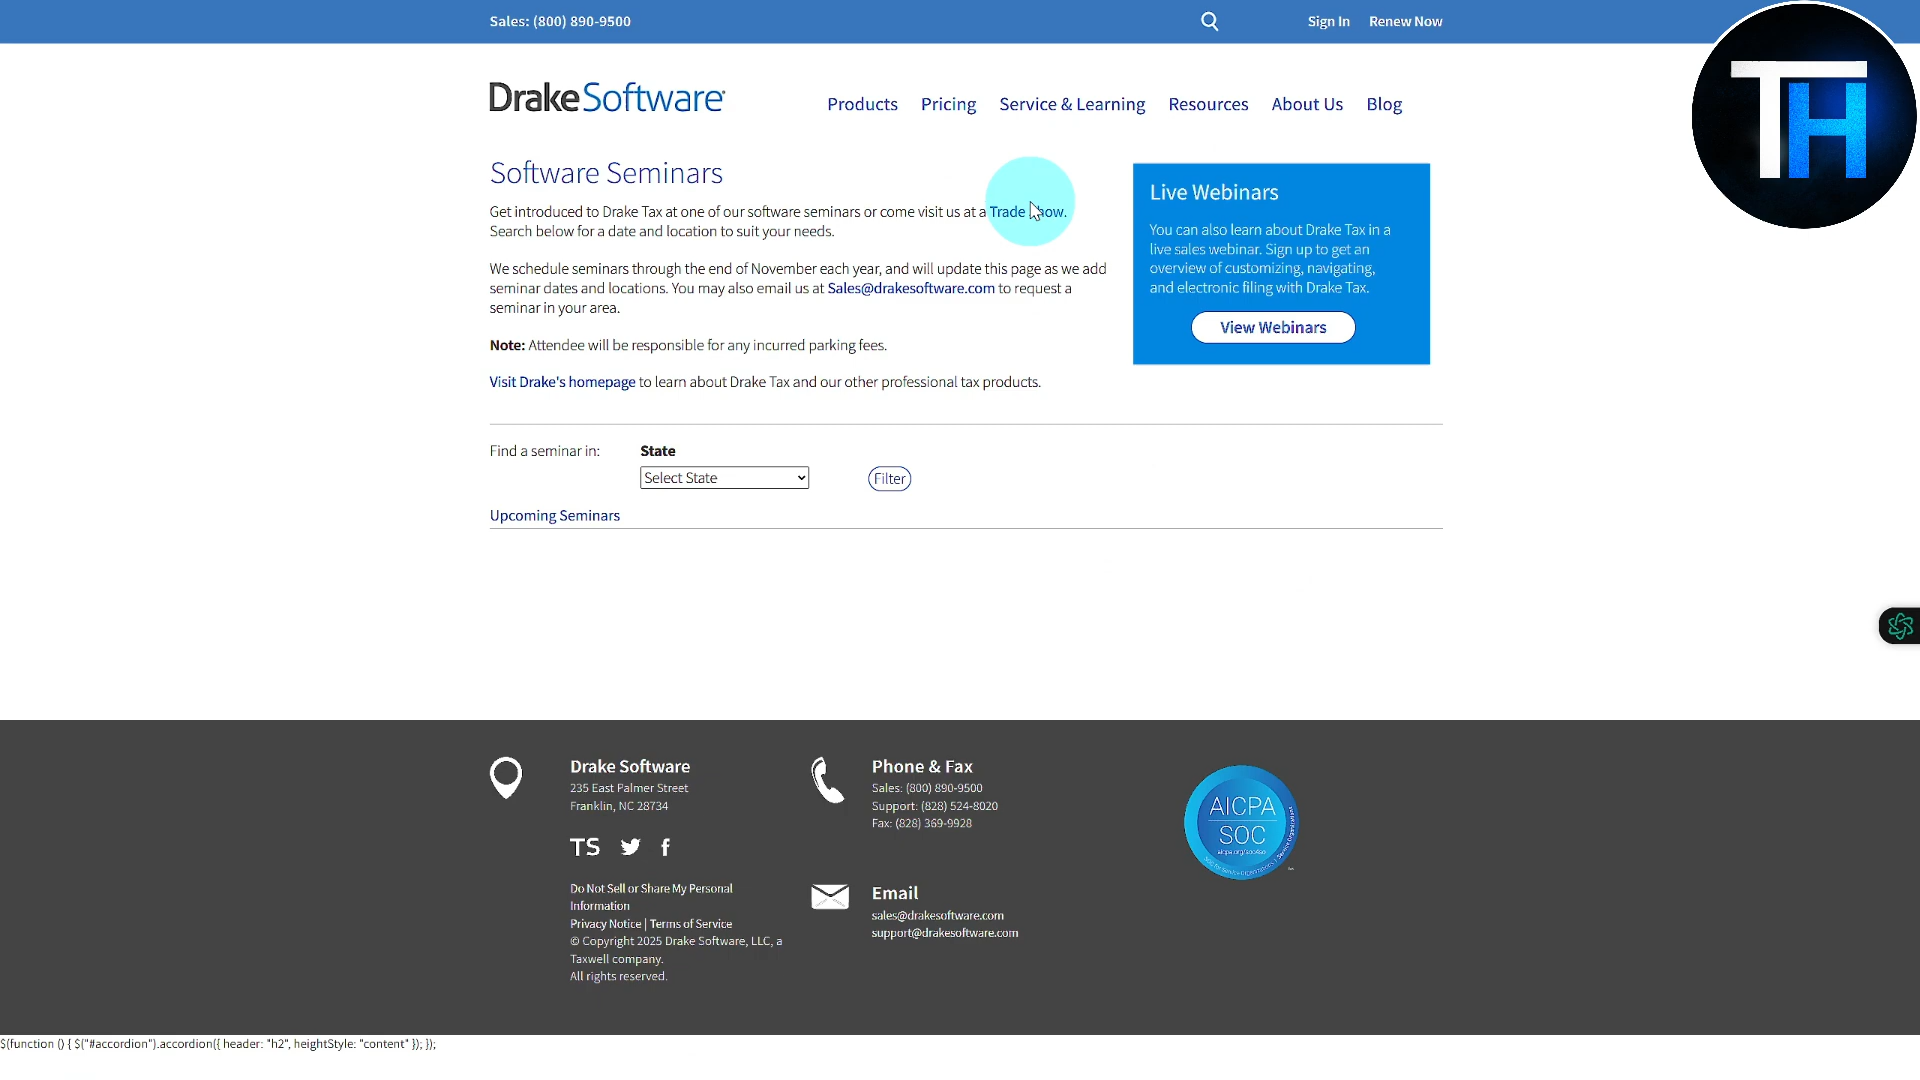 Sales: (800) 890-9500
Sign In Renew Now
TH
DrakeSoftware
Products Pricing Service & Learning Resources About Us Blog
Software Seminars
Get introduced to Drake Tax at one of our software seminars or come visit us at a Trade Show.
Search below for a date and location to suit your needs.
We schedule seminars through the end of November each year, and will update this page as we add
seminar dates and locations. You may also email us at Sales@drakesoftware.com to request a
seminar in your area.
Note: Attendee will be responsible for any incurred parking fees.
Visit Drake's homepage to learn about Drake Tax and our other professional tax products.
Live Webinars
You can also learn about Drake Tax in a
live sales webinar. Sign up to get an
overview of customizing, navigating,
and electronic filing with Drake Tax.
View Webinars
Find a seminar in:
State
Select State
Filter
Upcoming Seminars
Drake Software
235 East Palmer Street
Franklin, NC 28734
TS
Do Not Sell or Share My Personal
Information
Privacy Notice | Terms of Service
© Copyright 2025 Drake Software, LLC, a
Taxwell company.
All rights reserved.
Phone & Fax
Sales: (800) 890-9500
Support: (828) 524-8020
Fax: (828) 369-9928
Email
sales@drakesoftware.com
support@drakesoftware.com
AICPA
SOC
$(function () { $("#accordion").accordion({ header: "h2", heightStyle: "content" }); });